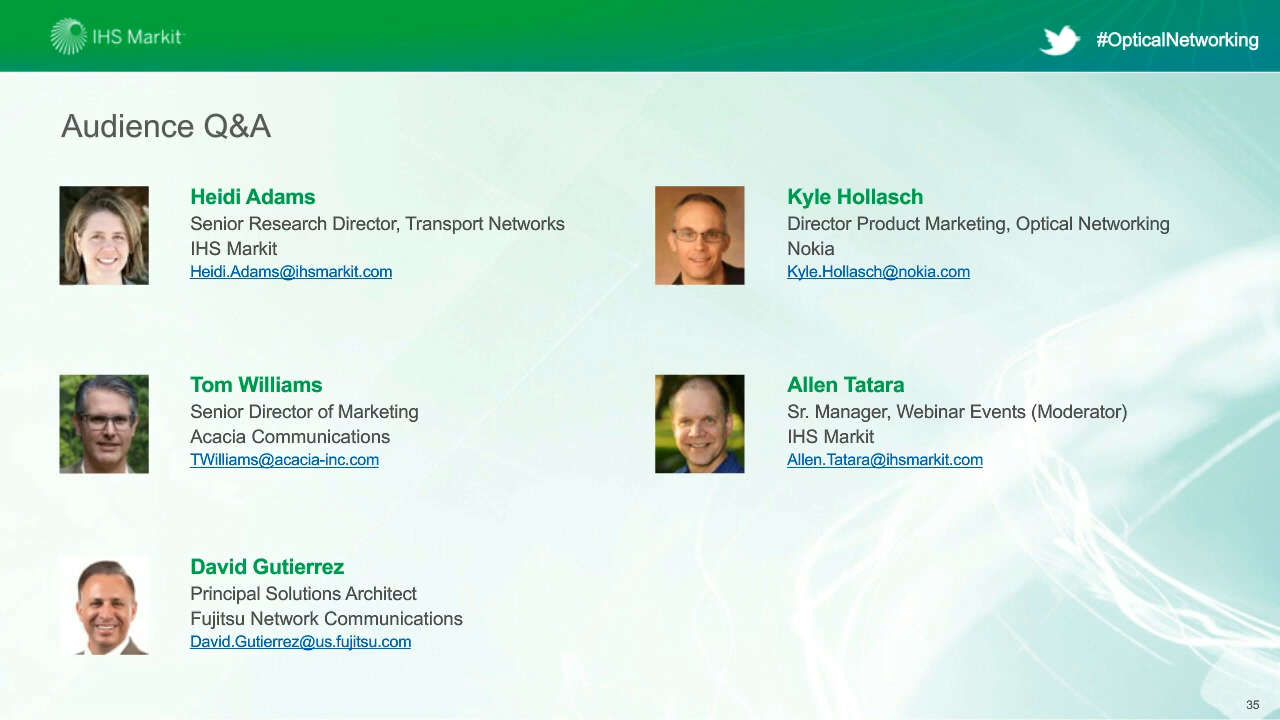 IHS Markit
#OpticalNetworking
Audience Q&A
Heidi Adams
Senior Research Director, Transport Networks
IHS Markit
Heidi.Adams@ihsmarkit.com
Kyle Hollasch
Director Product Marketing, Optical Networking
Nokia
Kyle.Hollasch@nokia.com
Tom Williams
Senior Director of Marketing
Acacia Communications
TWilliams@acacia-inc.com
Allen Tatara
Sr. Manager, Webinar Events (Moderator)
IHS Markit
Allen.Tatara@ihsmarkit.com
David Gutierrez
Principal Solutions Architect
Fujitsu Network Communications
David.Gutierrez@us.fujitsu.com
35